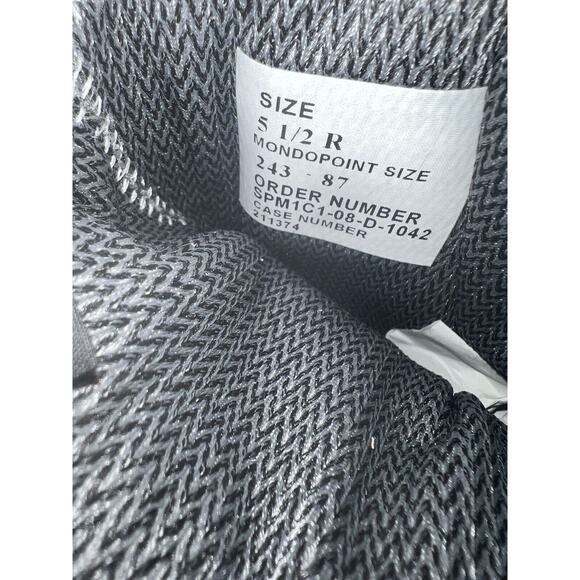 SIZE
5 1/2 R
MONDOPOINT SIZE
243 - 87
ORDER NUMBER
SPM1C1-08-D-1042
CASE NUMBER
211374